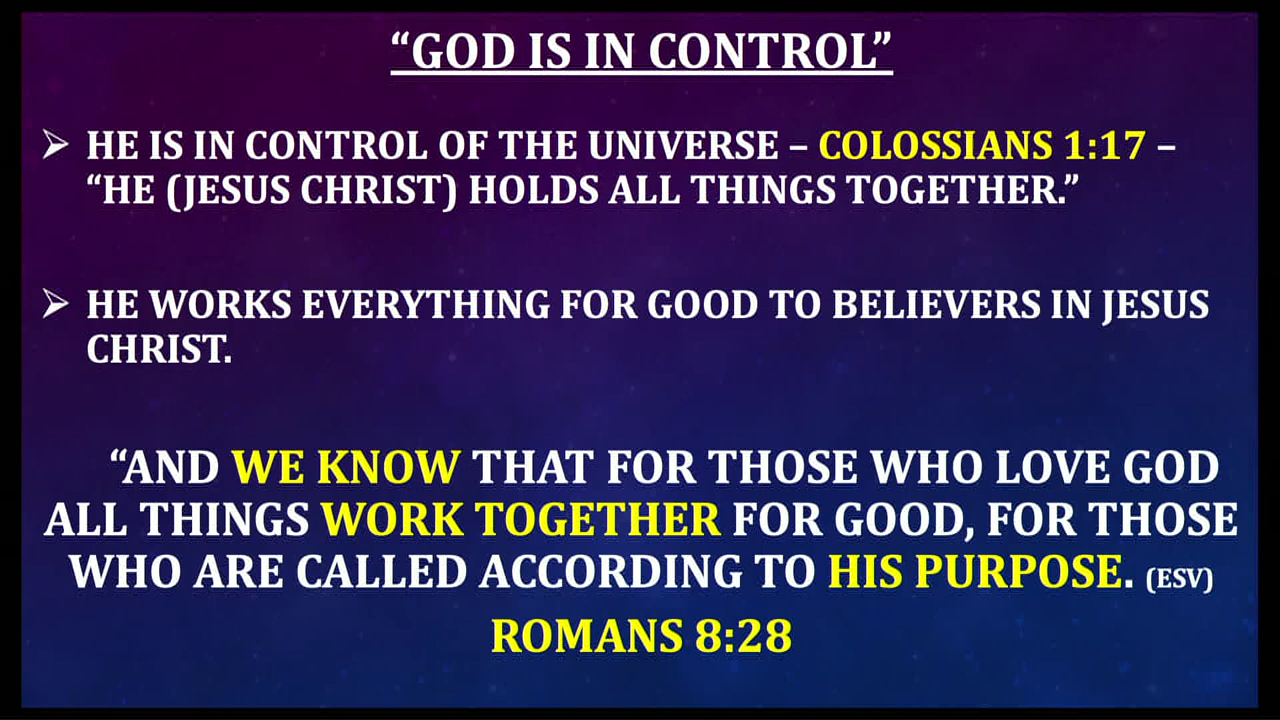 “GOD IS IN CONTROL”
➢ HE IS IN CONTROL OF THE UNIVERSE – COLOSSIANS 1:17 –
“HE (JESUS CHRIST) HOLDS ALL THINGS TOGETHER.”
➢ HE WORKS EVERYTHING FOR GOOD TO BELIEVERS IN JESUS
CHRIST.
“AND WE KNOW THAT FOR THOSE WHO LOVE GOD
ALL THINGS WORK TOGETHER FOR GOOD, FOR THOSE
WHO ARE CALLED ACCORDING TO HIS PURPOSE. (ESV)
ROMANS 8:28